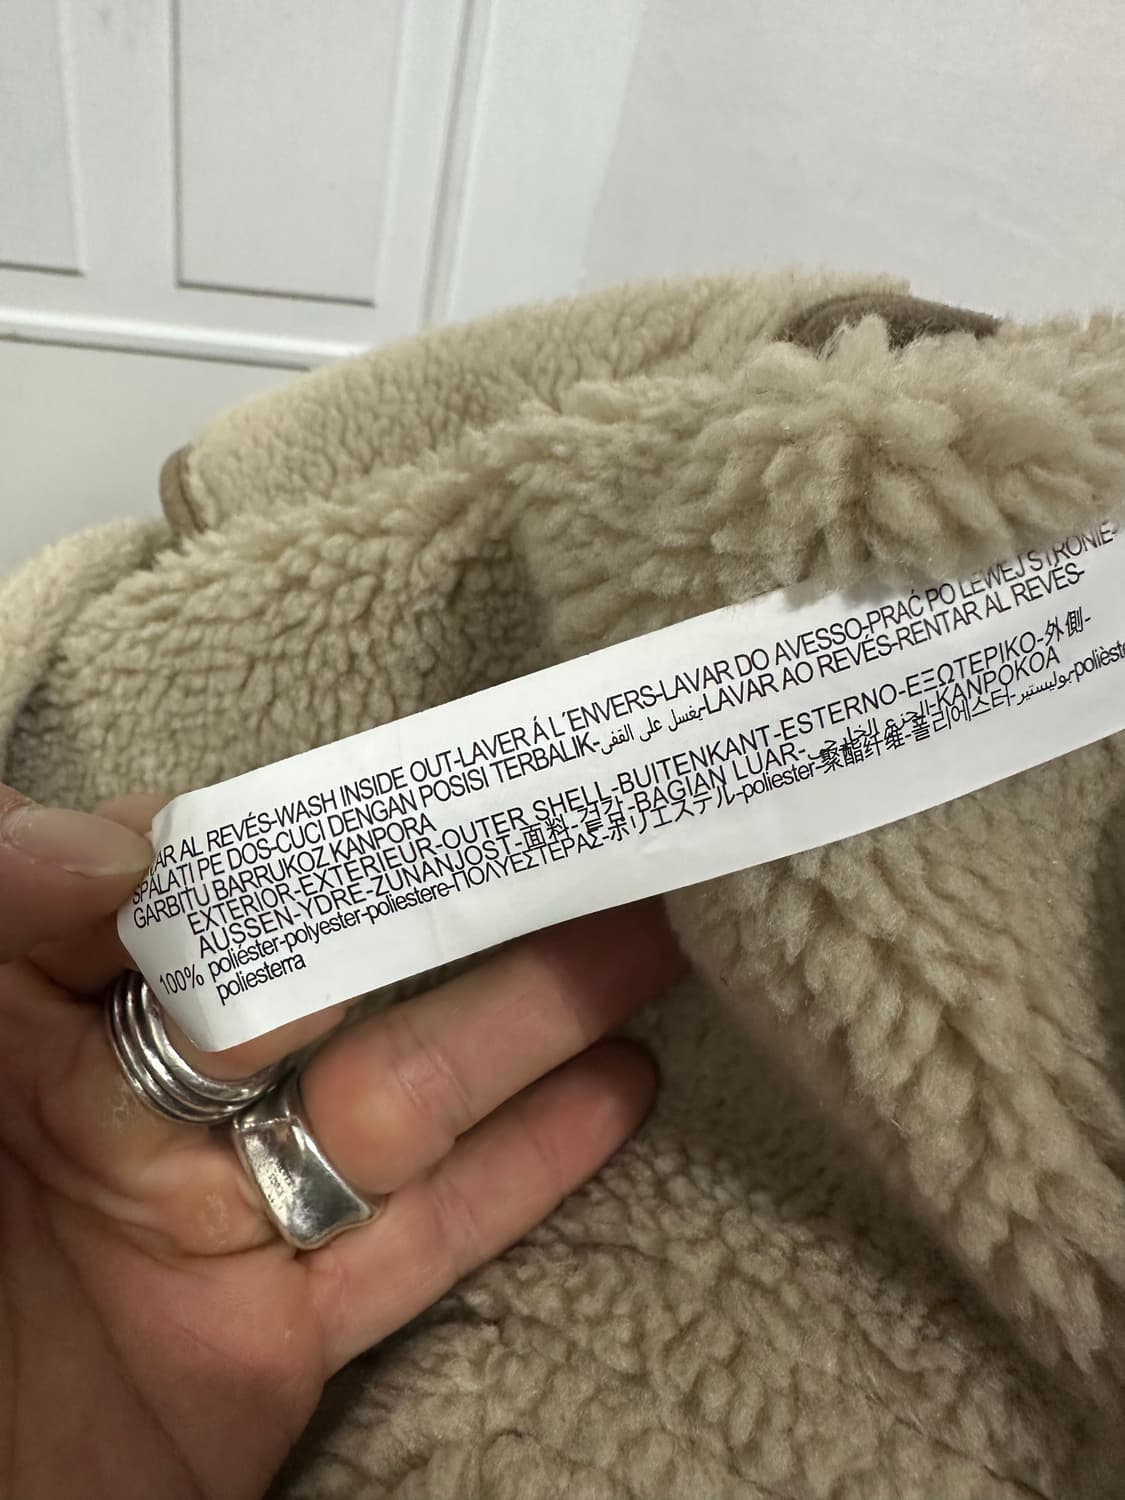 AR AL REVÉS-WASH INSIDE OUT-LAVER Á L´ENVERS-LAVAR DO AVESSO-PRAĆ PO LEWEJ STRONIE-
SPALATI PE DOS-CUCI DENGAN POSISI TERBALIK-يغسل على القفى-LAVAR AO REVÉS-RENTAR AL REVÉS-
GARBITU BARRUKOZ KANPORA
EXTERIOR-EXTERIEUR-OUTER SHELL-BUITENKANT-ESTERNO-ΕΞΩΤΕΡΙΚΟ-外側-
AUSSEN-YDRE-ZUNANJOST-面料-겉감-BAGIAN LUAR-الجزء الخارجي-KANPOKOA
100% poliéster-polyester-poliestere-ΠΟΛΥΕΣΤΕΡΑΣ-ポリエステル-poliester-聚酯纤维-폴리에스터-بوليستير-polièste
poliesterra